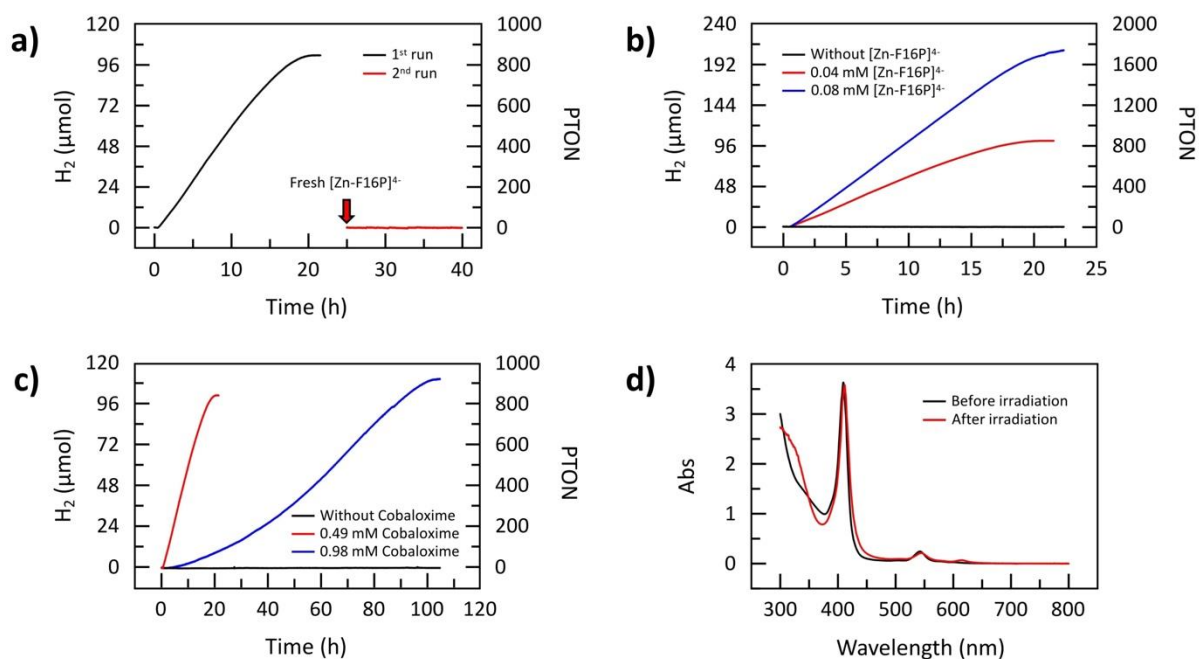 a)
120
96
72
48
24
0
H₂ (µmol)
1000
800
600
400
200
0
PTON
1st run
2nd run
Fresh [Zn-F16P]4-
0 10 20 30 40
Time (h)
b)
240
192
144
96
48
0
H₂ (µmol)
2000
1600
1200
800
400
0
PTON
Without [Zn-F16P]4-
0.04 mM [Zn-F16P]4-
0.08 mM [Zn-F16P]4-
0 5 10 15 20 25
Time (h)
c)
120
96
72
48
24
0
H₂ (µmol)
1000
800
600
400
200
0
PTON
Without Cobaloxime
0.49 mM Cobaloxime
0.98 mM Cobaloxime
0 20 40 60 80 100 120
Time (h)
d)
4
3
2
1
0
Abs
Before irradiation
After irradiation
300 400 500 600 700 800
Wavelength (nm)